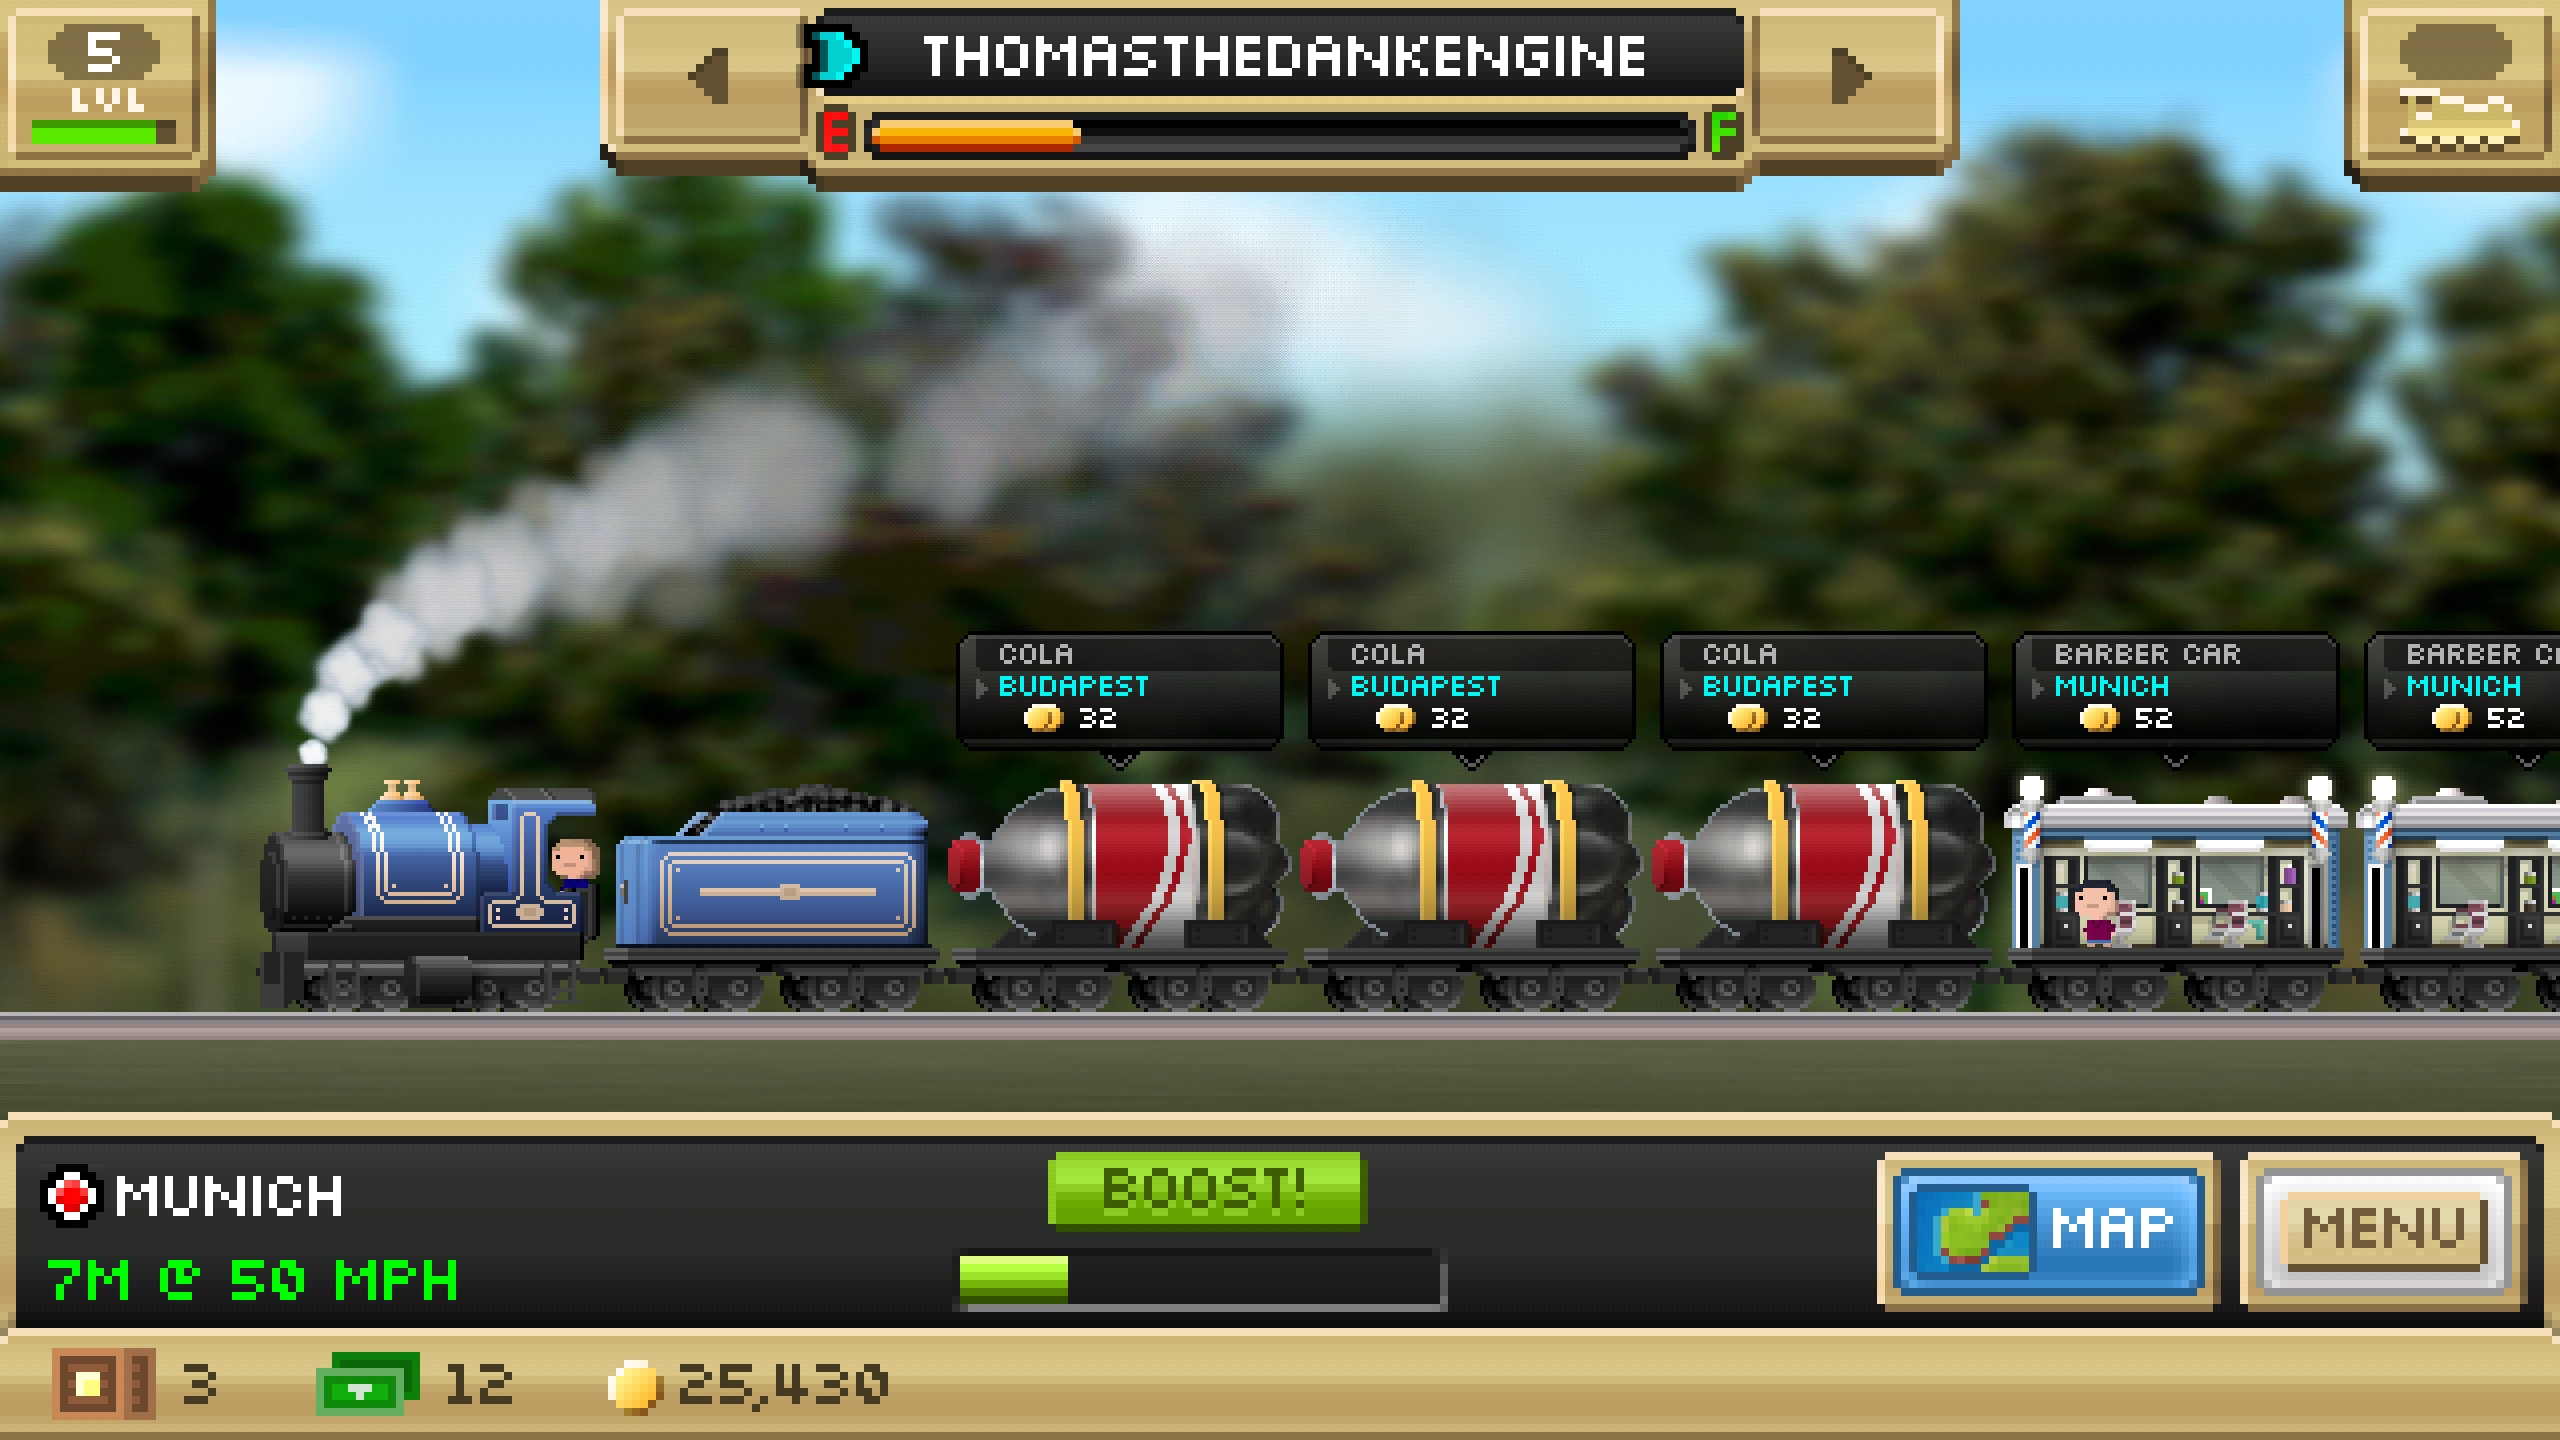 5
LVL
THOMASTHEDANKENGINE
E F
COLA
BUDAPEST
32
COLA
BUDAPEST
32
COLA
BUDAPEST
32
BARBER CAR
MUNICH
52
BARBER
MUNICH
52
MUNICH
7M @ 50 MPH
BOOST!
MAP
MENU
3 12 25,430